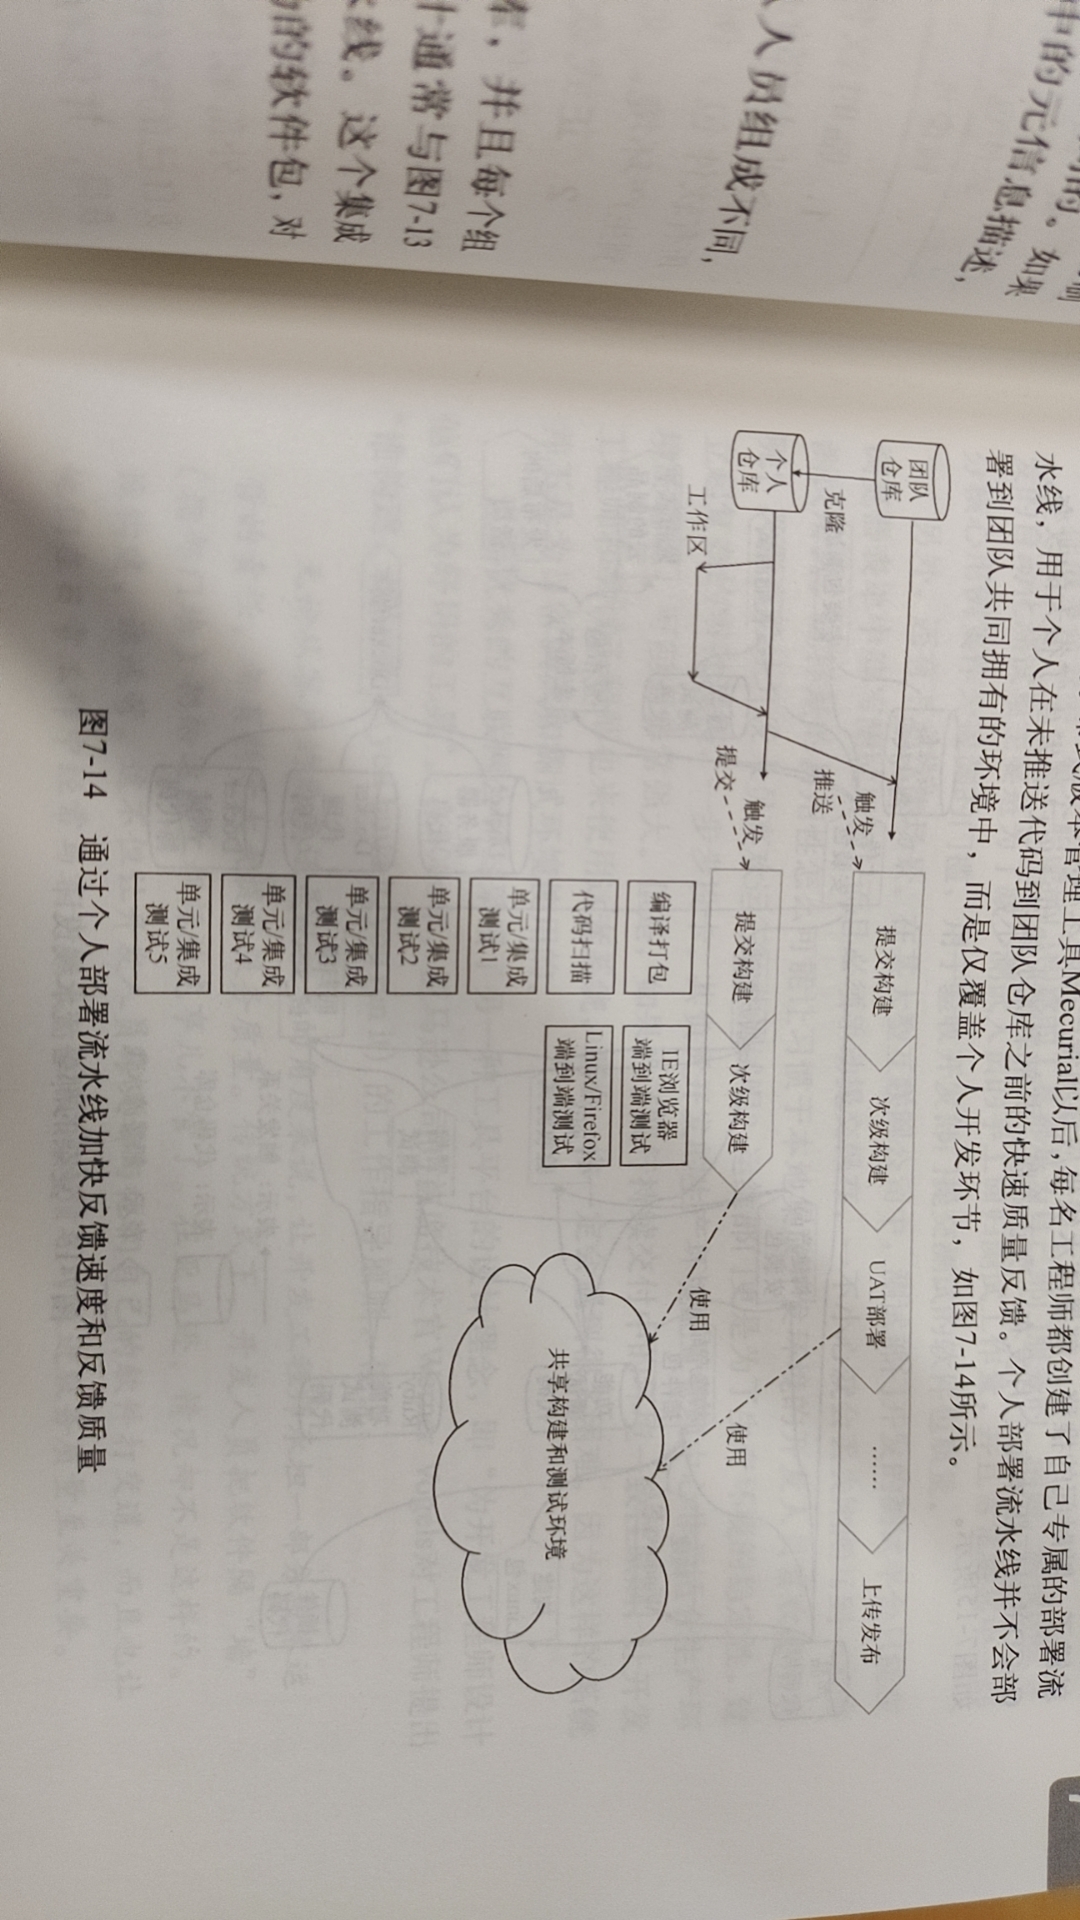 中的元信息描述，
的。如果
人员组成不同，
库，并且每个组
计通常与图7-13
水线。这个集成
的软件包，对
式版本管理工具Mecurial以后，每名工程师都创建了自己专属的部署流
水线，用于个人在未推送代码到团队仓库之前的快速质量反馈。个人部署流水线并不会部
署到团队共同拥有的环境中，而是仅覆盖个人开发环节，如图7-14所示。
团队
仓库
克隆
个人
仓库
工作区
触发
推送
触发
提交
提交构建
次级构建
UAT部署
……
上传发布
提交构建
次级构建
使用
使用
编译打包
代码扫描
单元/集成
测试1
单元/集成
测试2
单元/集成
测试3
单元/集成
测试4
单元/集成
测试5
IE浏览器
端到端测试
Linux/Firefox
端到端测试
共享构建和测试环境
图7-14 通过个人部署流水线加快反馈速度和反馈质量